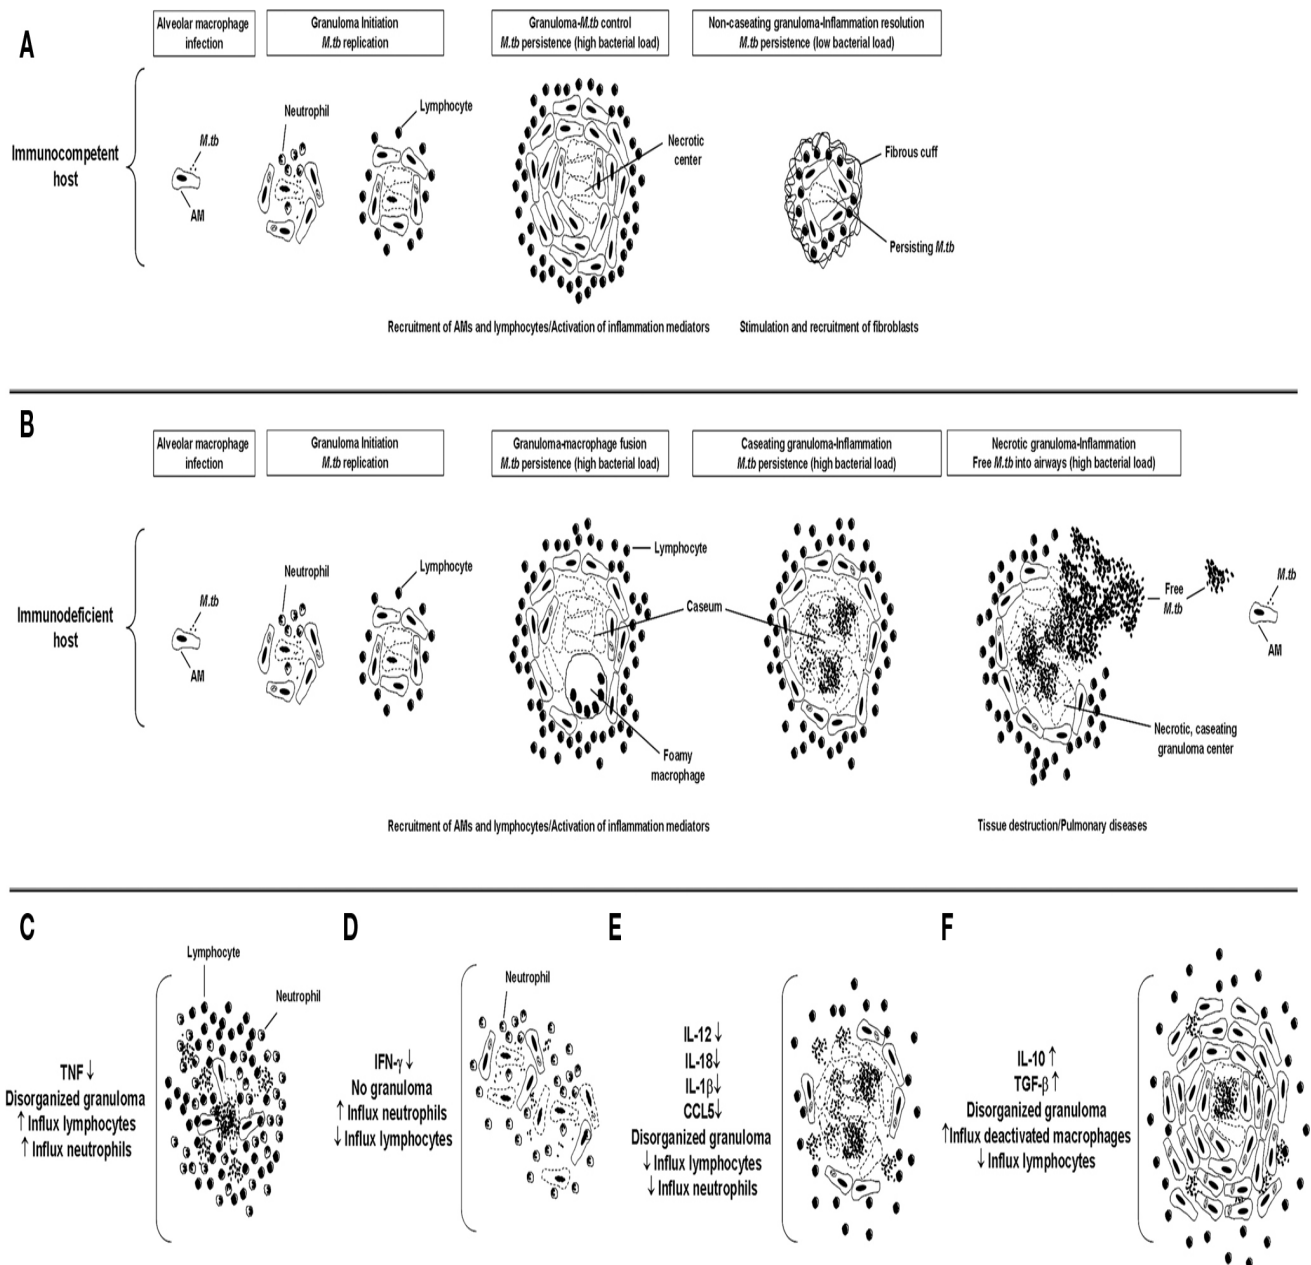 A
Alveolar macrophage
infection
Granuloma Initiation
M.tb replication
Granuloma-M.tb control
M.tb persistence (high bacterial load)
Non-caseating granuloma-Inflammation resolution
M.tb persistence (low bacterial load)
Immunocompetent
host
M.tb
AM
Neutrophil
Lymphocyte
Necrotic
center
Fibrous cuff
Persisting M.tb
Recruitment of AMs and lymphocytes/Activation of inflammation mediators
Stimulation and recruitment of fibroblasts
B
Alveolar macrophage
infection
Granuloma Initiation
M.tb replication
Granuloma-macrophage fusion
M.tb persistence (high bacterial load)
Caseating granuloma-Inflammation
M.tb persistence (high bacterial load)
Necrotic granuloma-Inflammation
Free M.tb into airways (high bacterial load)
Immunodeficient
host
M.tb
AM
Neutrophil
Lymphocyte
Lymphocyte
Caseum
Foamy
macrophage
Free
M.tb
M.tb
AM
Necrotic, caseating
granuloma center
Recruitment of AMs and lymphocytes/Activation of inflammation mediators
Tissue destruction/Pulmonary diseases
C
Lymphocyte
Neutrophil
TNF↓
Disorganized granuloma
↑Influx lymphocytes
↑Influx neutrophils
D
Neutrophil
IFN-γ↓
No granuloma
↑Influx neutrophils
↓Influx lymphocytes
E
IL-12↓
IL-18↓
IL-1β↓
CCL5↓
Disorganized granuloma
↓Influx lymphocytes
↓Influx neutrophils
F
IL-10↑
TGF-β↑
Disorganized granuloma
↑Influx deactivated macrophages
↓Influx lymphocytes